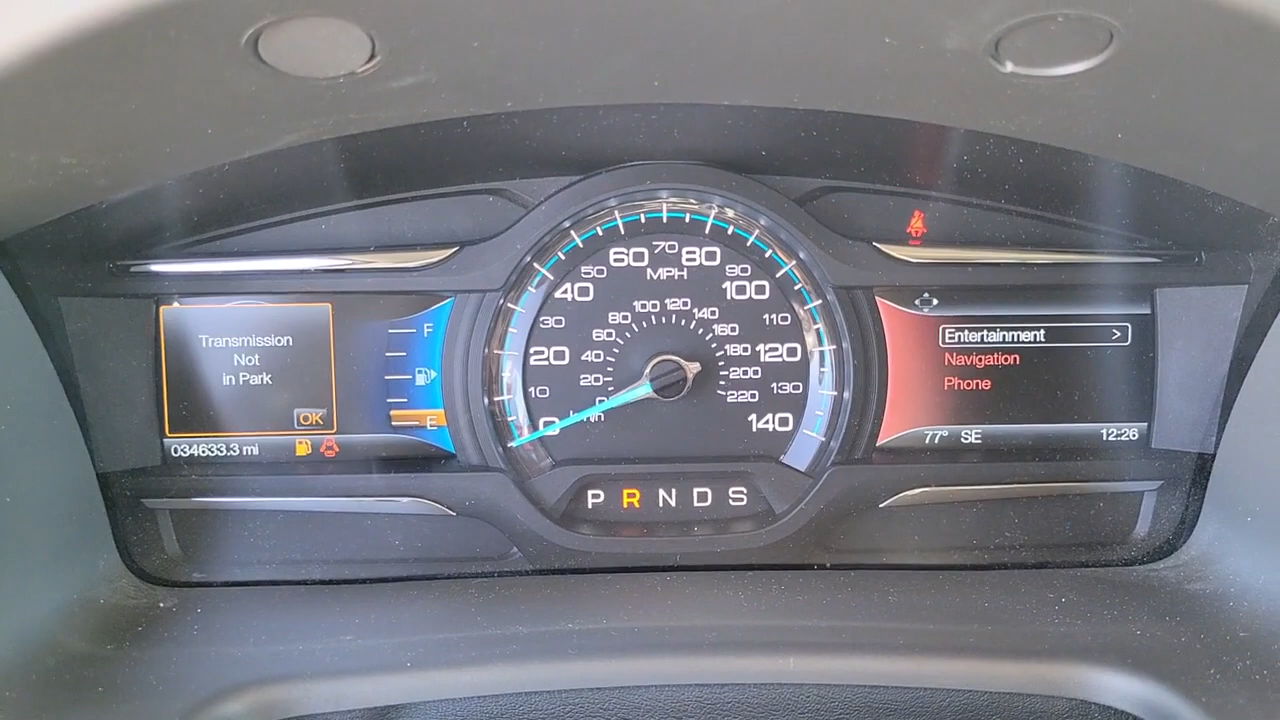 Transmission
Not
in Park
OK
034633.3 mi
F
E
0 10 20 30 40 50 60 70 80 90 100 110 120 130 140
MPH
0 20 40 60 80 100 120 140 160 180 200 220
km/h
P R N D S
Entertainment >
Navigation
Phone
77° SE
12:26